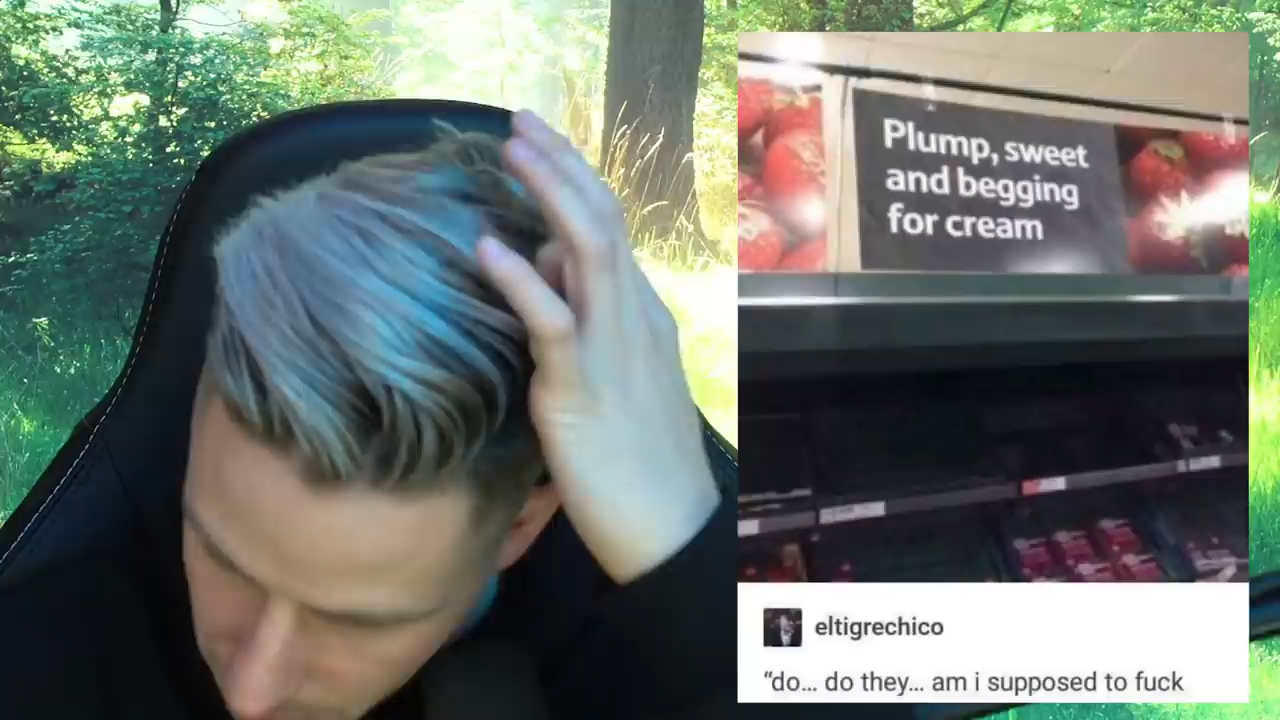 Plump, sweet
and begging
for cream
eltigrechico
“do... do they... am i supposed to fuck